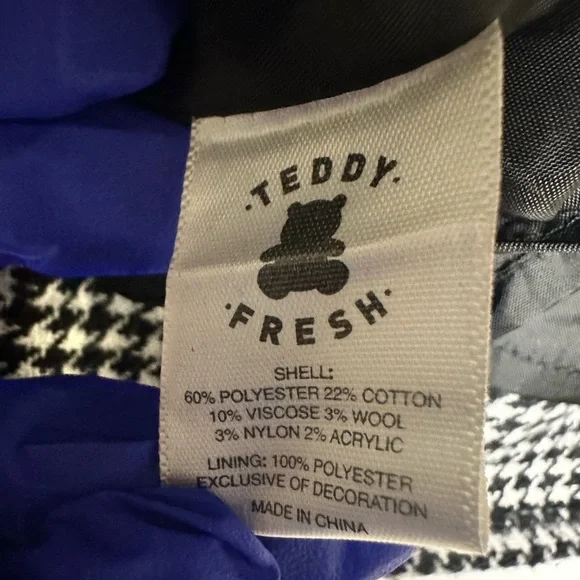 ·TEDDY·
·FRESH·
SHELL:
60% POLYESTER 22% COTTON
10% VISCOSE 3% WOOL
3% NYLON 2% ACRYLIC
LINING: 100% POLYESTER
EXCLUSIVE OF DECORATION
MADE IN CHINA